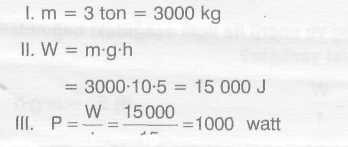 I. m = 3 ton = 3000 kg
II. W = m·g·h
= 3000·10·5 = 15 000 J
III. P = W = 15000 =1000 watt